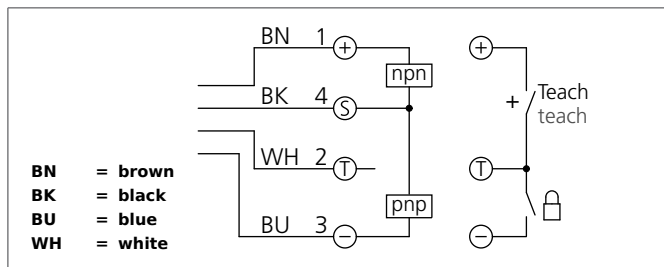 BN 1 +
npn
BK 4 S
WH 2 T
pnp
BU 3 −
+
+ Teach
teach
T
−
BN = brown
BK = black
BU = blue
WH = white